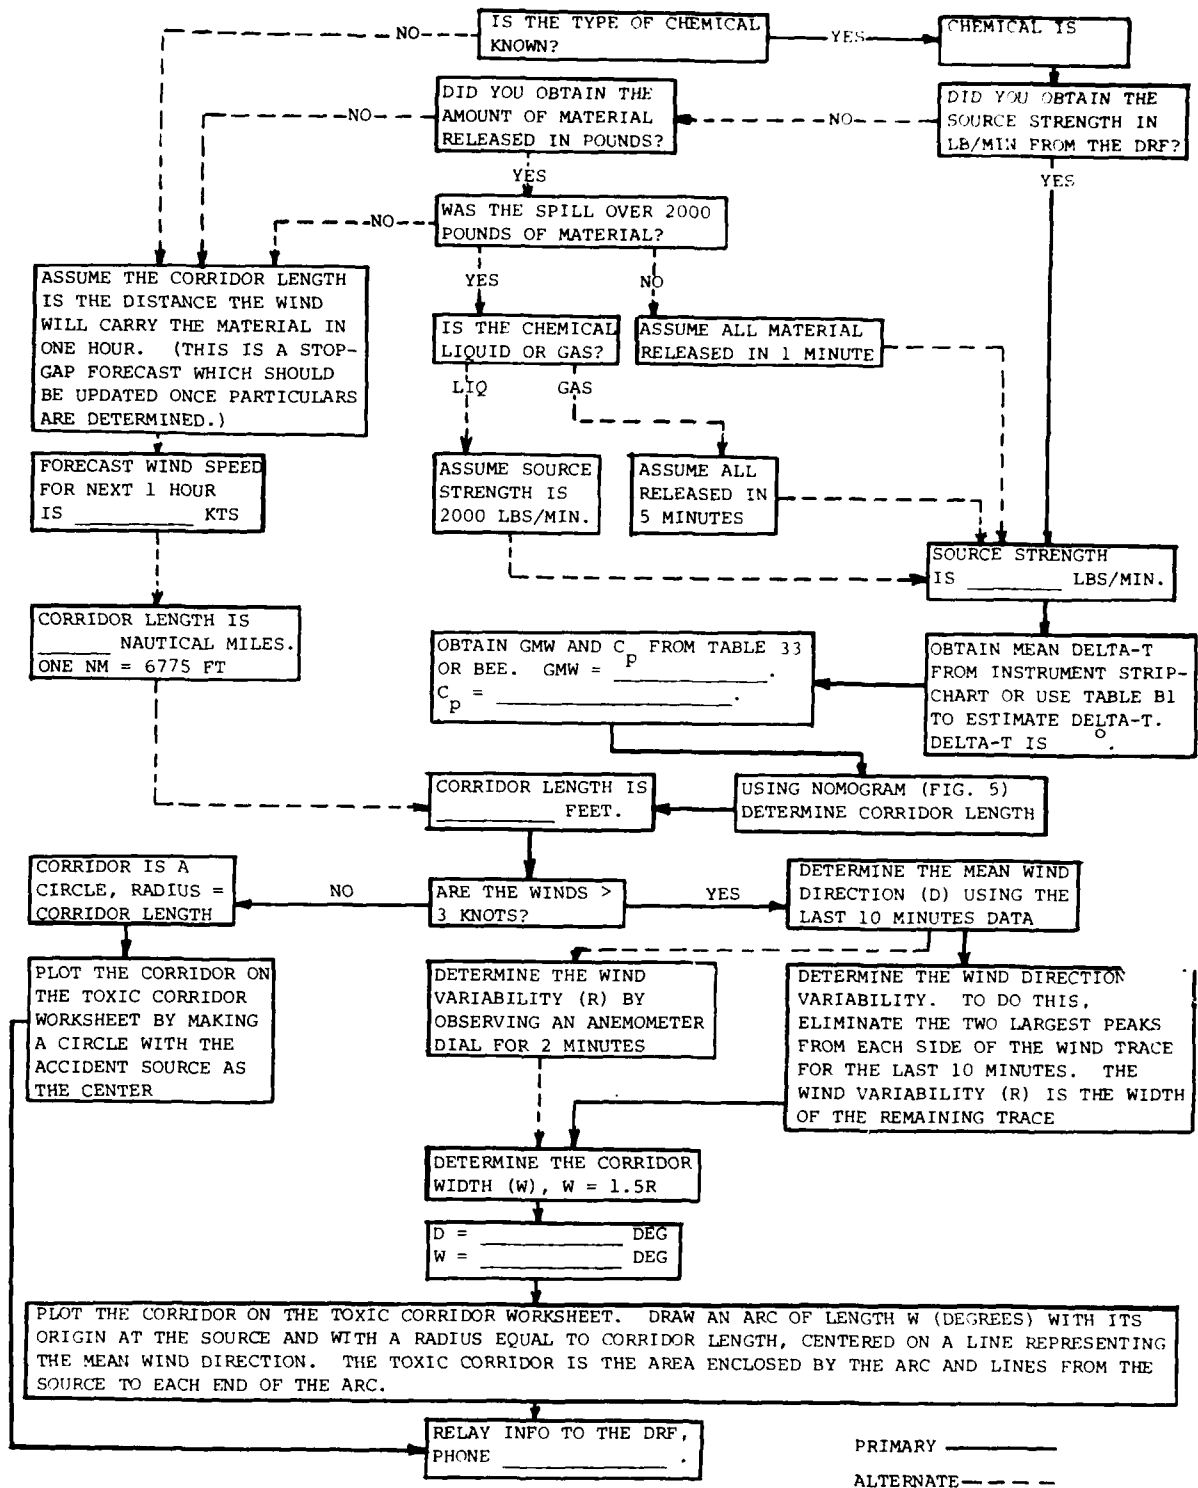 IS THE TYPE OF CHEMICAL
KNOWN?
NO
YES
CHEMICAL IS
DID YOU OBTAIN THE
AMOUNT OF MATERIAL
RELEASED IN POUNDS?
NO
NO
DID YOU OBTAIN THE
SOURCE STRENGTH IN
LB/MIN FROM THE DRF?
YES
YES
WAS THE SPILL OVER 2000
POUNDS OF MATERIAL?
NO
YES
NO
ASSUME THE CORRIDOR LENGTH
IS THE DISTANCE THE WIND
WILL CARRY THE MATERIAL IN
ONE HOUR. (THIS IS A STOP-
GAP FORECAST WHICH SHOULD
BE UPDATED ONCE PARTICULARS
ARE DETERMINED.)
IS THE CHEMICAL
LIQUID OR GAS?
ASSUME ALL MATERIAL
RELEASED IN 1 MINUTE
LIQ
GAS
FORECAST WIND SPEED
FOR NEXT 1 HOUR
IS __________ KTS
ASSUME SOURCE
STRENGTH IS
2000 LBS/MIN.
ASSUME ALL
RELEASED IN
5 MINUTES
SOURCE STRENGTH
IS ________ LBS/MIN.
CORRIDOR LENGTH IS
______ NAUTICAL MILES.
ONE NM = 6775 FT
OBTAIN GMW AND Cp FROM TABLE 33
OR BEE. GMW = _____________.
Cp = ____________________.
OBTAIN MEAN DELTA-T
FROM INSTRUMENT STRIP-
CHART OR USE TABLE B1
TO ESTIMATE DELTA-T.
DELTA-T IS °.
CORRIDOR LENGTH IS
__________ FEET.
USING NOMOGRAM (FIG. 5)
DETERMINE CORRIDOR LENGTH
CORRIDOR IS A
CIRCLE, RADIUS =
CORRIDOR LENGTH
NO
ARE THE WINDS >
3 KNOTS?
YES
DETERMINE THE MEAN WIND
DIRECTION (D) USING THE
LAST 10 MINUTES DATA
PLOT THE CORRIDOR ON
THE TOXIC CORRIDOR
WORKSHEET BY MAKING
A CIRCLE WITH THE
ACCIDENT SOURCE AS
THE CENTER
DETERMINE THE WIND
VARIABILITY (R) BY
OBSERVING AN ANEMOMETER
DIAL FOR 2 MINUTES
DETERMINE THE WIND DIRECTION
VARIABILITY. TO DO THIS,
ELIMINATE THE TWO LARGEST PEAKS
FROM EACH SIDE OF THE WIND TRACE
FOR THE LAST 10 MINUTES. THE
WIND VARIABILITY (R) IS THE WIDTH
OF THE REMAINING TRACE
DETERMINE THE CORRIDOR
WIDTH (W), W = 1.5R
D = ____________ DEG
W = ____________ DEG
PLOT THE CORRIDOR ON THE TOXIC CORRIDOR WORKSHEET. DRAW AN ARC OF LENGTH W (DEGREES) WITH ITS
ORIGIN AT THE SOURCE AND WITH A RADIUS EQUAL TO CORRIDOR LENGTH, CENTERED ON A LINE REPRESENTING
THE MEAN WIND DIRECTION. THE TOXIC CORRIDOR IS THE AREA ENCLOSED BY THE ARC AND LINES FROM THE
SOURCE TO EACH END OF THE ARC.
RELAY INFO TO THE DRF,
PHONE ______________ .
PRIMARY
ALTERNATE